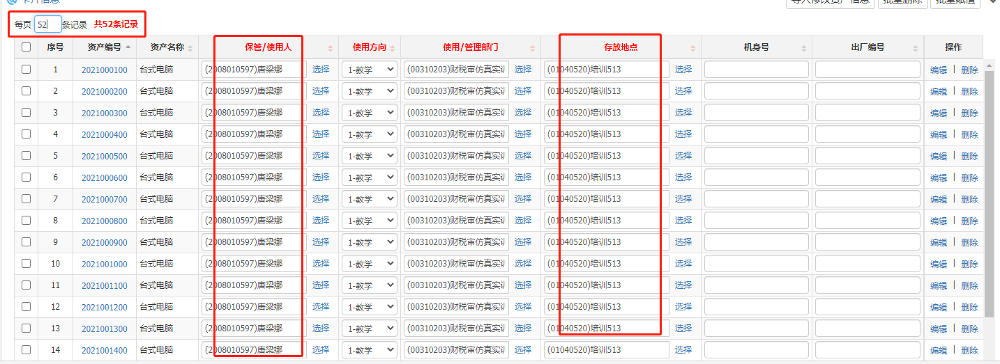 卡片信息
导入修改资产信息 批量删除 批量赋值
每页 52 条记录 共52条记录
序号 资产编号 资产名称 保管/使用人 使用方向 使用/管理部门 存放地点 机身号 出厂编号 操作
1 2021000100 台式电脑 (2008010597)唐梁娜 选择 1-教学 (00310203)财税审仿真实训 选择 (01040520)培训513 选择 编辑 | 删除
2 2021000200 台式电脑 (2008010597)唐梁娜 选择 1-教学 (00310203)财税审仿真实训 选择 (01040520)培训513 选择 编辑 | 删除
3 2021000300 台式电脑 (2008010597)唐梁娜 选择 1-教学 (00310203)财税审仿真实训 选择 (01040520)培训513 选择 编辑 | 删除
4 2021000400 台式电脑 (2008010597)唐梁娜 选择 1-教学 (00310203)财税审仿真实训 选择 (01040520)培训513 选择 编辑 | 删除
5 2021000500 台式电脑 (2008010597)唐梁娜 选择 1-教学 (00310203)财税审仿真实训 选择 (01040520)培训513 选择 编辑 | 删除
6 2021000600 台式电脑 (2008010597)唐梁娜 选择 1-教学 (00310203)财税审仿真实训 选择 (01040520)培训513 选择 编辑 | 删除
7 2021000700 台式电脑 (2008010597)唐梁娜 选择 1-教学 (00310203)财税审仿真实训 选择 (01040520)培训513 选择 编辑 | 删除
8 2021000800 台式电脑 (2008010597)唐梁娜 选择 1-教学 (00310203)财税审仿真实训 选择 (01040520)培训513 选择 编辑 | 删除
9 2021000900 台式电脑 (2008010597)唐梁娜 选择 1-教学 (00310203)财税审仿真实训 选择 (01040520)培训513 选择 编辑 | 删除
10 2021001000 台式电脑 (2008010597)唐梁娜 选择 1-教学 (00310203)财税审仿真实训 选择 (01040520)培训513 选择 编辑 | 删除
11 2021001100 台式电脑 (2008010597)唐梁娜 选择 1-教学 (00310203)财税审仿真实训 选择 (01040520)培训513 选择 编辑 | 删除
12 2021001200 台式电脑 (2008010597)唐梁娜 选择 1-教学 (00310203)财税审仿真实训 选择 (01040520)培训513 选择 编辑 | 删除
13 2021001300 台式电脑 (2008010597)唐梁娜 选择 1-教学 (00310203)财税审仿真实训 选择 (01040520)培训513 选择 编辑 | 删除
14 2021001400 台式电脑 (2008010597)唐梁娜 选择 1-教学 (00310203)财税审仿真实训 选择 (01040520)培训513 选择 编辑 | 删除